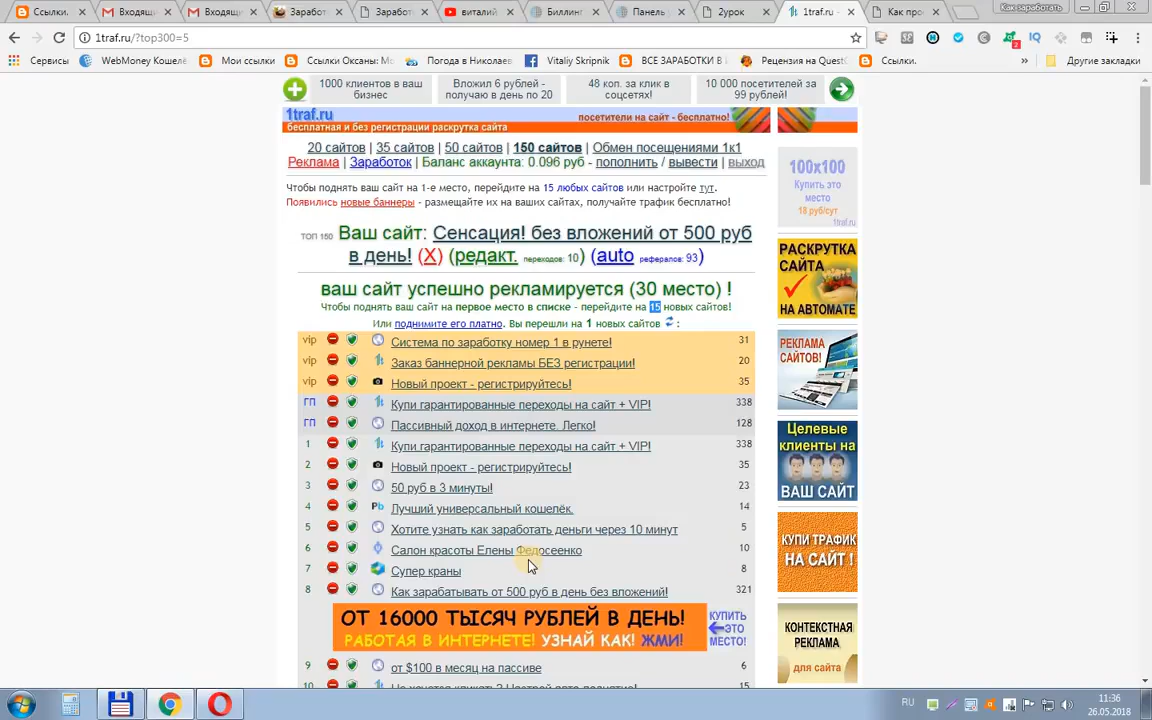 Ссылки.
Входящи
Входящи
Заработ
Заработ
виталий
Биллинг
Панель
2урок
1traf.ru -
Как про
Как заработать
1traf.ru/?top300=5
Сервисы
WebMoney Кошелё
Мои ссылки
Ссылки Оксаны: Мо
Погода в Николаев
Vitaliy Skripnik
ВСЕ ЗАРАБОТКИ В
Рецензия на Quest
Ссылки.
»
Другие закладки
1000 клиентов в ваш бизнес
Вложил 6 рублей - получаю в день по 20
48 коп. за клик в соцсетях!
10 000 посетителей за 99 рублей!
1traf.ru
посетители на сайт - бесплатно!
бесплатная и без регистрации раскрутка сайта
20 сайтов | 35 сайтов | 50 сайтов | 150 сайтов | Обмен посещениями 1к1
Реклама | Заработок | Баланс аккаунта: 0.096 руб - пополнить / вывести | выход
Чтобы поднять ваш сайт на 1-е место, перейдите на 15 любых сайтов или настройте тут.
Появились новые баннеры - размещайте их на ваших сайтах, получайте трафик бесплатно!
ТОП 150 Ваш сайт: Сенсация! без вложений от 500 руб
в день! (X) (редакт. переходов: 10) (auto рефералов: 93)
ваш сайт успешно рекламируется (30 место) !
Чтобы поднять ваш сайт на первое место в списке - перейдите на 15 новых сайтов!
Или поднимите его платно. Вы перешли на 1 новых сайтов :
vip Система по заработку номер 1 в рунете! 31
vip Заказ баннерной рекламы БЕЗ регистрации! 20
vip Новый проект - регистрируйтесь! 35
ГП Купи гарантированные переходы на сайт + VIP! 338
ГП Пассивный доход в интернете. Легко! 128
1 Купи гарантированные переходы на сайт + VIP! 338
2 Новый проект - регистрируйтесь! 35
3 50 руб в 3 минуты! 23
4 Pb Лучший универсальный кошелёк. 14
5 Хотите узнать как заработать деньги через 10 минут 5
6 Салон красоты Елены Федосеенко 10
7 Супер краны 8
8 Как зарабатывать от 500 руб в день без вложений! 321
ОТ 16000 ТЫСЯЧ РУБЛЕЙ В ДЕНЬ!
РАБОТАЯ В ИНТЕРНЕТЕ! УЗНАЙ КАК! ЖМИ!
КУПИТЬ
ЭТО
МЕСТО!
9 от $100 в месяц на пассиве 6
10 15
100x100
Купить это
место
18 руб/сут
1traf.ru
РАСКРУТКА
САЙТА
НА АВТОМАТЕ
РЕКЛАМА
САЙТОВ!
Целевые
клиенты на
ВАШ САЙТ
КУПИ ТРАФИК
НА САЙТ !
КОНТЕКСТНАЯ
РЕКЛАМА
для сайта
RU
11:36
26.05.2018